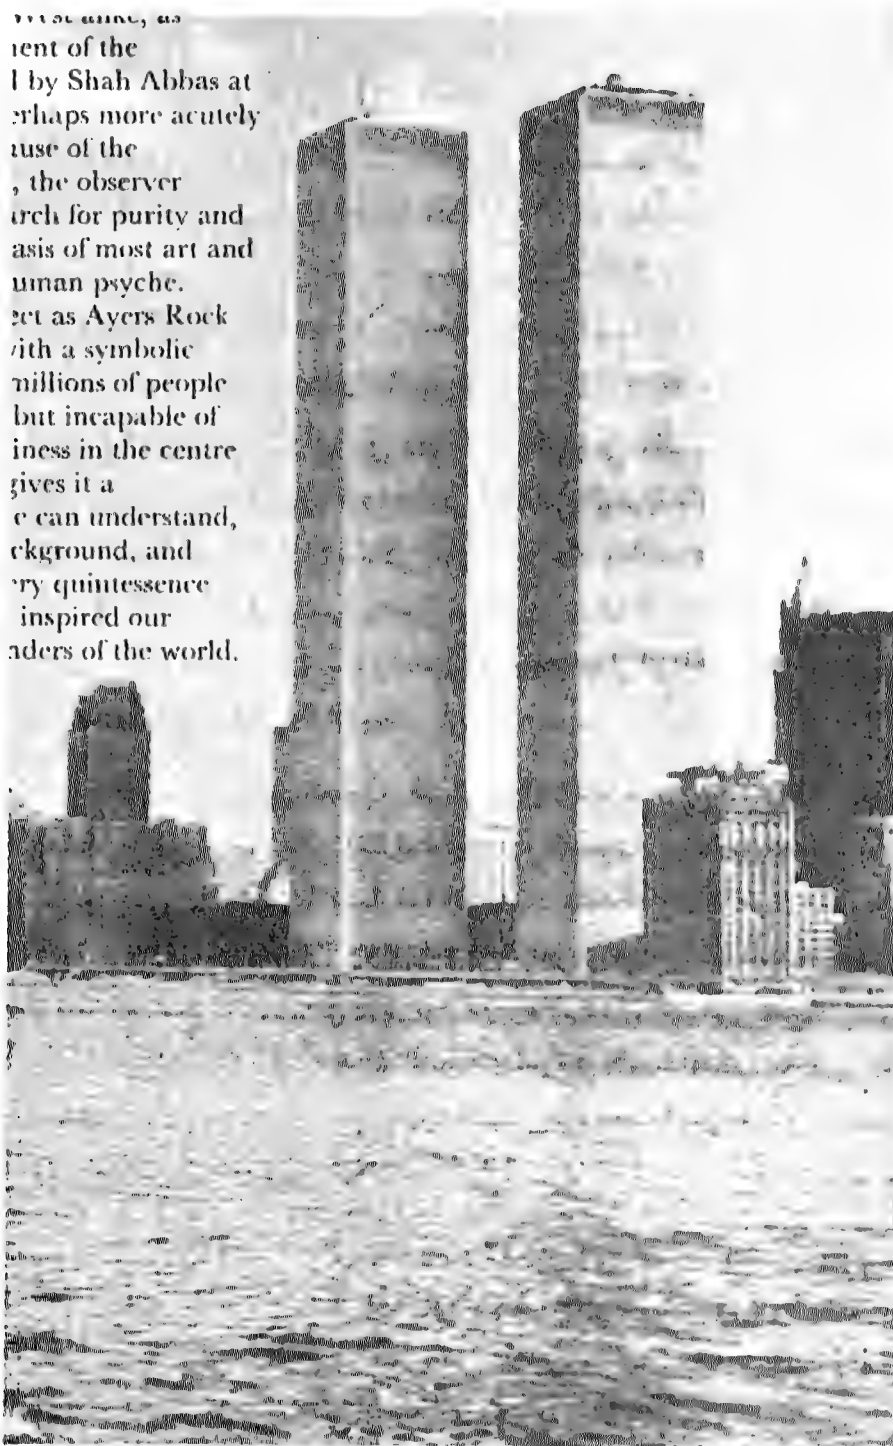 ent of the
by Shah Abbas at
erhaps more acutely
use of the
, the observer
rch for purity and
asis of most art and
uman psyche.
ect as Ayers Rock
ith a symbolic
millions of people
but incapable of
iness in the centre
gives it a
e can understand,
ckground, and
ry quintessence
inspired our
aders of the world.